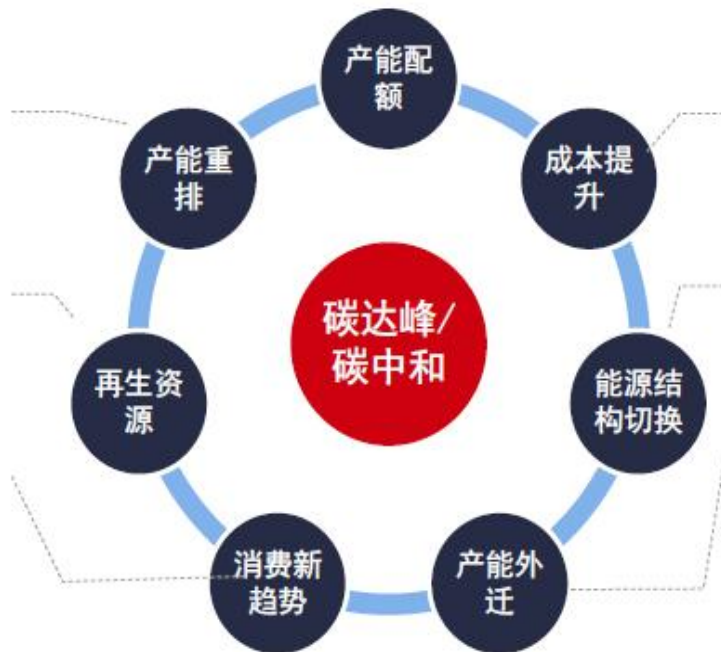 产能配
额
产能重
排
成本提
升
碳达峰/
碳中和
再生资
源
能源结
构切换
消费新
趋势
产能外
迁